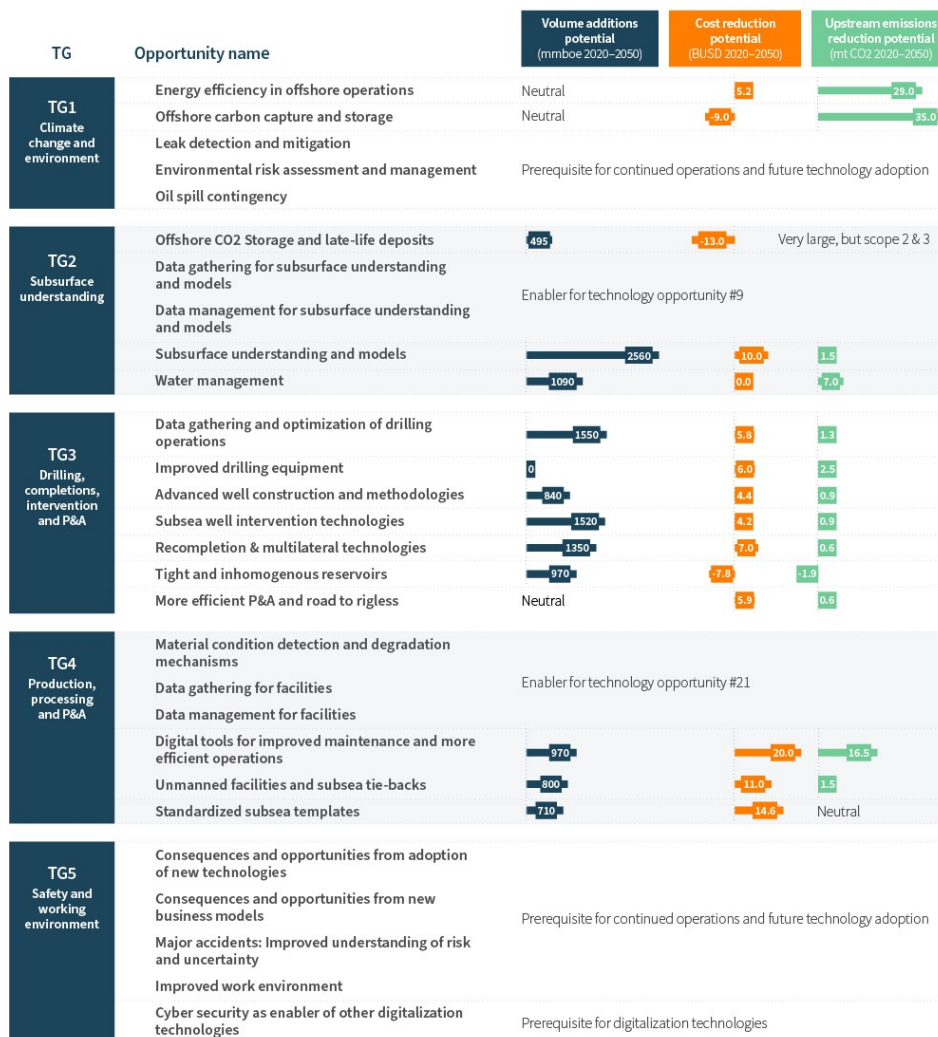 TG
Opportunity name
Volume additions
potential
(mmboe 2020–2050)
Cost reduction
potential
(BUSD 2020–2050)
Upstream emissions
reduction potential
(mt CO2 2020–2050)
TG1
Climate
change and
environment
Energy efficiency in offshore operations
Neutral
5.2
29.0
Offshore carbon capture and storage
Neutral
-9.0
35.0
Leak detection and mitigation
Environmental risk assessment and management
Prerequisite for continued operations and future technology adoption
Oil spill contingency
TG2
Subsurface
understanding
Offshore CO2 Storage and late-life deposits
495
-13.0
Very large, but scope 2 & 3
Data gathering for subsurface understanding
and models
Enabler for technology opportunity #9
Data management for subsurface understanding
and models
Subsurface understanding and models
2560
10.0
1.5
Water management
1090
0.0
7.0
TG3
Drilling,
completions,
intervention
and P&A
Data gathering and optimization of drilling
operations
1550
5.8
1.3
Improved drilling equipment
0
6.0
2.5
Advanced well construction and methodologies
840
4.4
0.9
Subsea well intervention technologies
1520
4.2
0.9
Recompletion & multilateral technologies
1350
7.0
0.6
Tight and inhomogenous reservoirs
970
-7.8
-1.9
More efficient P&A and road to rigless
Neutral
5.9
0.6
TG4
Production,
processing
and P&A
Material condition detection and degradation
mechanisms
Data gathering for facilities
Enabler for technology opportunity #21
Data management for facilities
Digital tools for improved maintenance and more
efficient operations
970
20.0
16.5
Unmanned facilities and subsea tie-backs
800
11.0
1.5
Standardized subsea templates
710
14.6
Neutral
TG5
Safety and
working
environment
Consequences and opportunities from adoption
of new technologies
Consequences and opportunities from new
business models
Prerequisite for continued operations and future technology adoption
Major accidents: Improved understanding of risk
and uncertainty
Improved work environment
Cyber security as enabler of other digitalization
technologies
Prerequisite for digitalization technologies